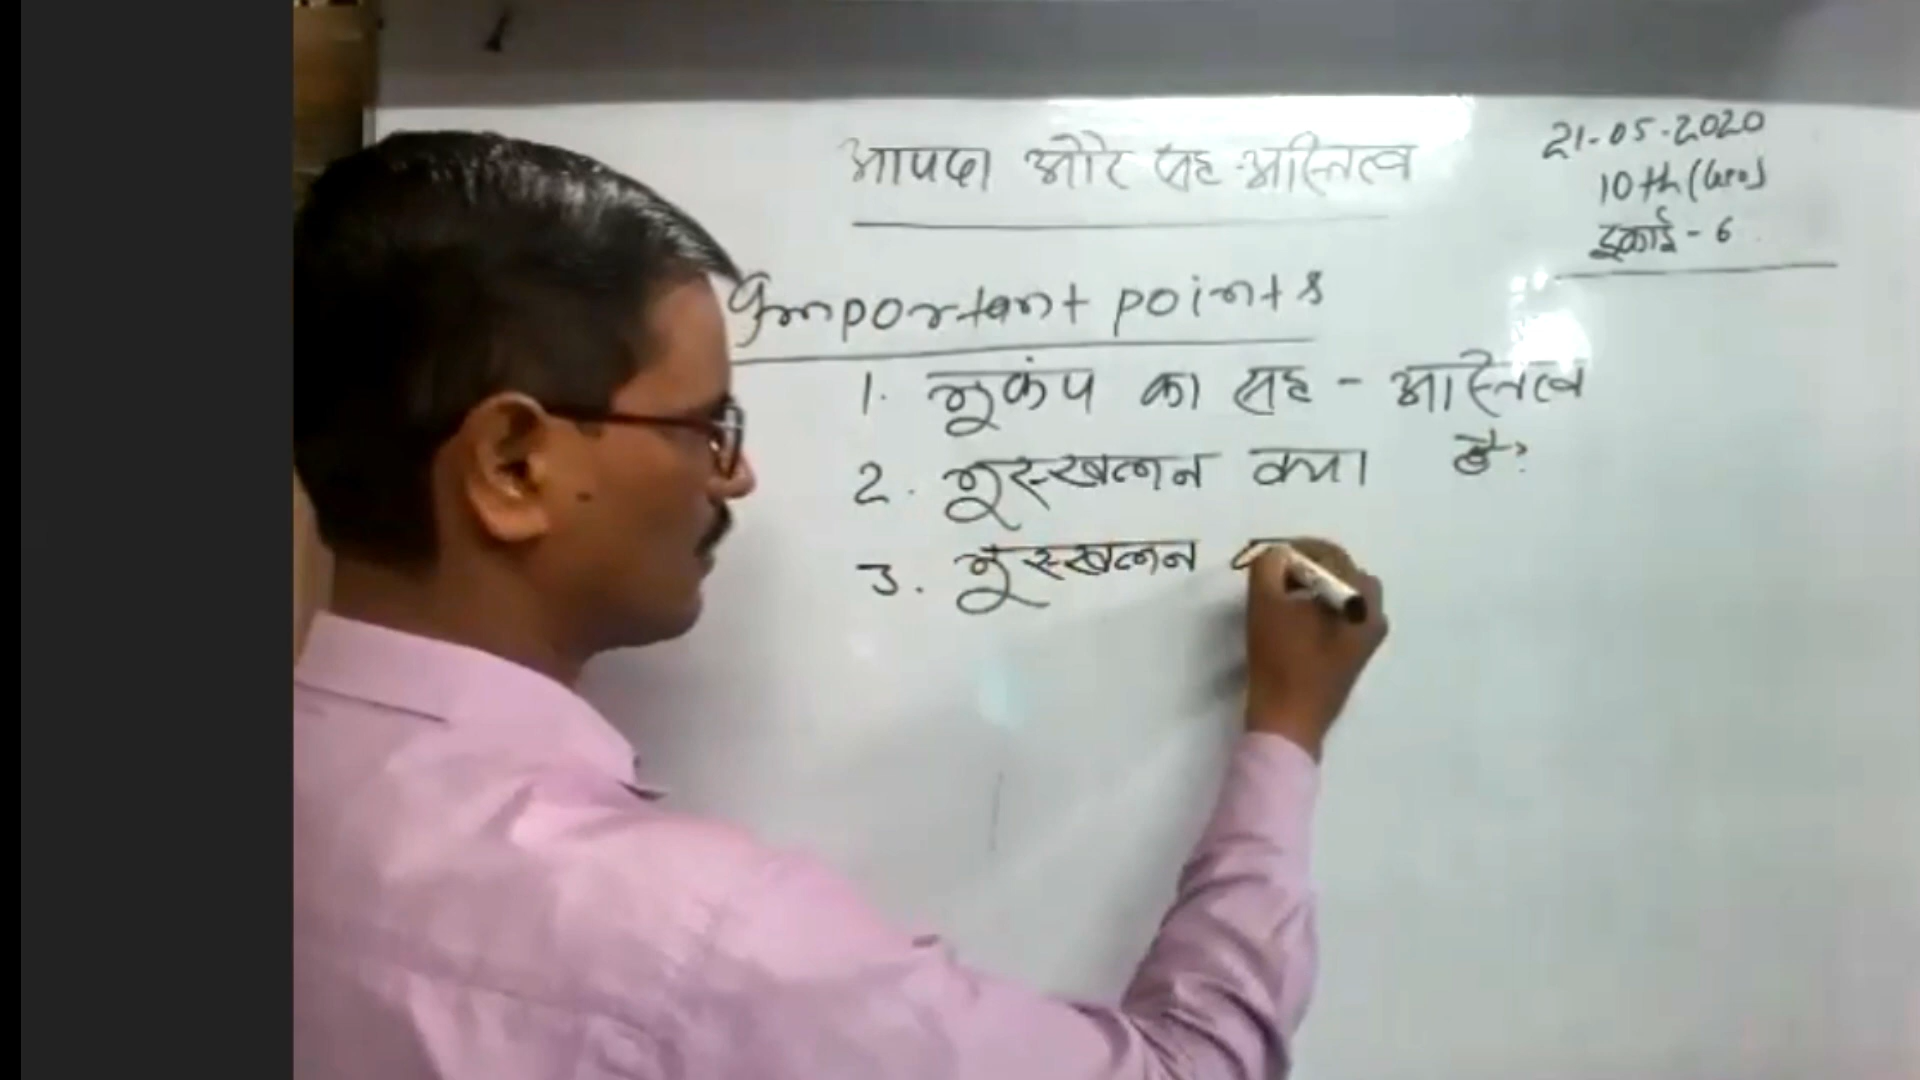 आपदा और सह-अस्तित्व
21-05-2020
10th (Geo)
इकाई - 6
Important points
1. भूकंप का सह - अस्तित्व
2. भूस्खलन क्या है?
3. भूस्खलन